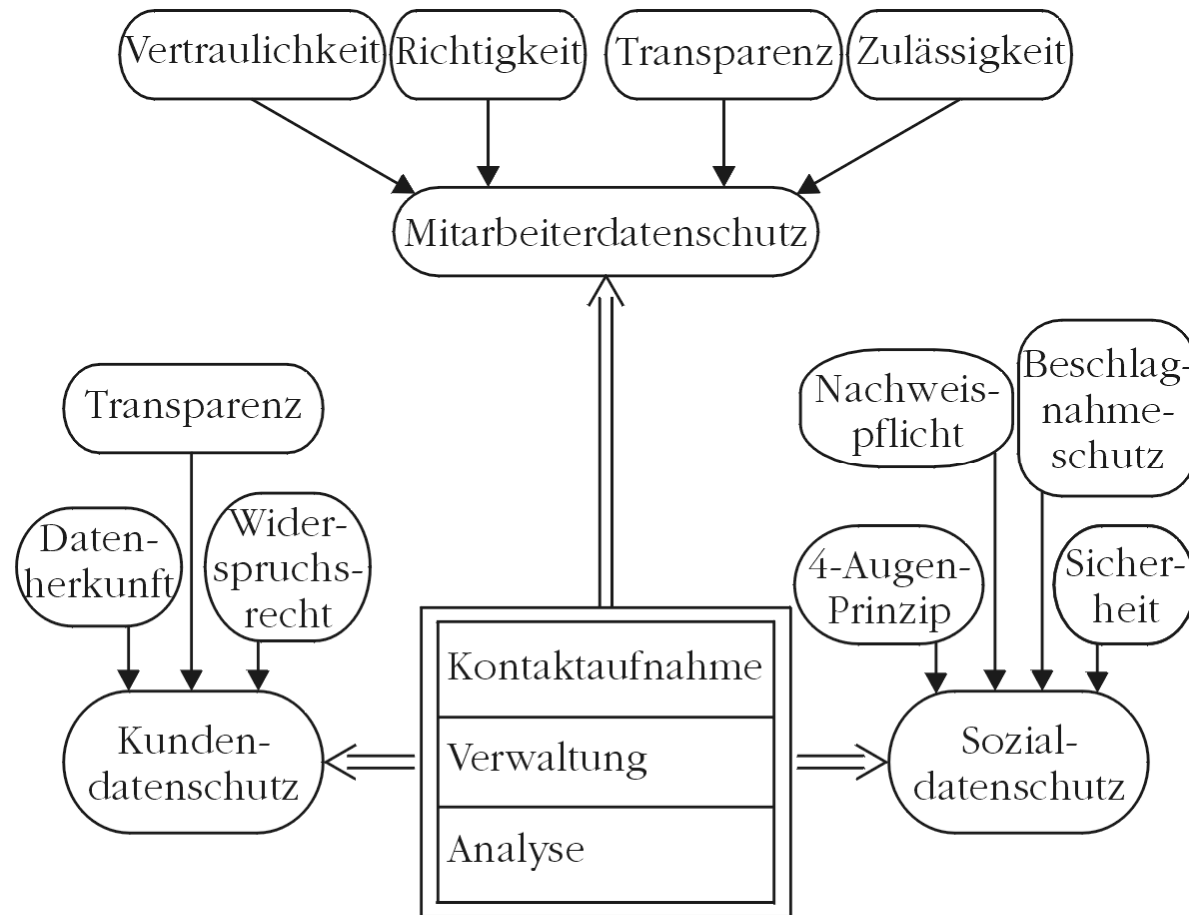 Vertraulichkeit
Richtigkeit
Transparenz
Zulässigkeit
Mitarbeiterdatenschutz
Transparenz
Daten-
herkunft
Wider-
spruchs-
recht
Kunden-
datenschutz
Kontaktaufnahme
Verwaltung
Analyse
Nachweis-
pflicht
Beschlag-
nahme-
schutz
4-Augen-
Prinzip
Sicher-
heit
Sozial-
datenschutz